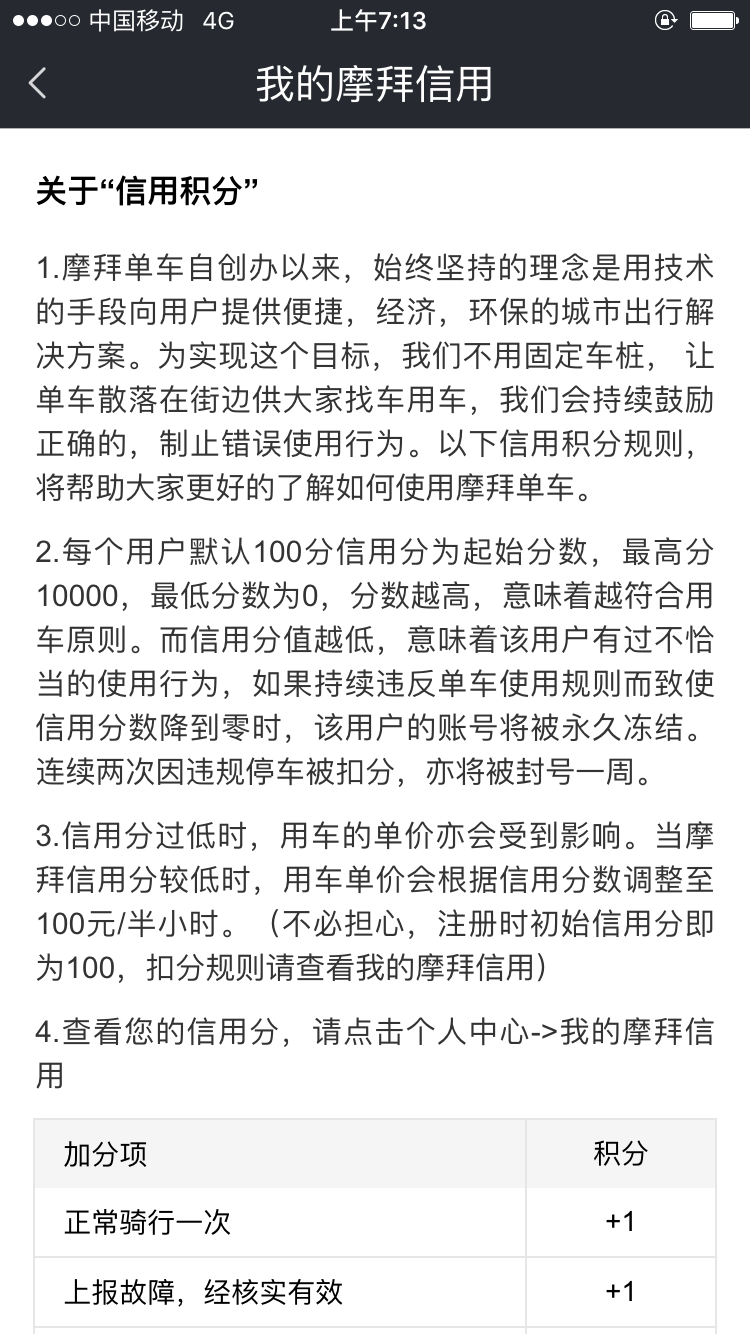 中国移动 4G 上午7:13
我的摩拜信用
关于“信用积分”
1.摩拜单车自创办以来，始终坚持的理念是用技术
的手段向用户提供便捷，经济，环保的城市出行解
决方案。为实现这个目标，我们不用固定车桩， 让
单车散落在街边供大家找车用车，我们会持续鼓励
正确的，制止错误使用行为。以下信用积分规则，
将帮助大家更好的了解如何使用摩拜单车。
2.每个用户默认100分信用分为起始分数，最高分
10000，最低分数为0，分数越高，意味着越符合用
车原则。而信用分值越低，意味着该用户有过不恰
当的使用行为，如果持续违反单车使用规则而致使
信用分数降到零时，该用户的账号将被永久冻结。
连续两次因违规停车被扣分，亦将被封号一周。
3.信用分过低时，用车的单价亦会受到影响。当摩
拜信用分较低时，用车单价会根据信用分数调整至
100元/半小时。（不必担心，注册时初始信用分即
为100，扣分规则请查看我的摩拜信用）
4.查看您的信用分，请点击个人中心->我的摩拜信
用
加分项 积分
正常骑行一次 +1
上报故障，经核实有效 +1